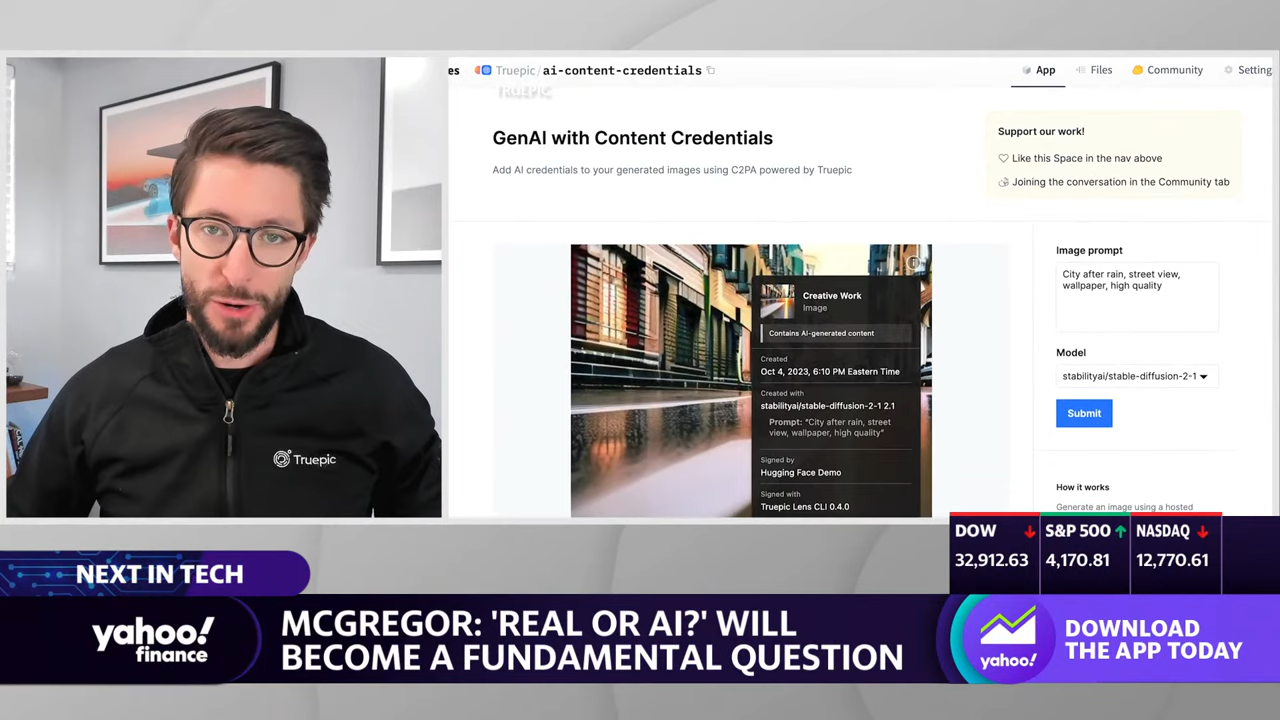 es Truepic/ai-content-credentials
App Files Community Setting
TRUEPIC
GenAI with Content Credentials
Add AI credentials to your generated images using C2PA powered by Truepic
Support our work!
Like this Space in the nav above
Joining the conversation in the Community tab
Creative Work
Image
Contains AI-generated content
Created
Oct 4, 2023, 6:10 PM Eastern Time
Created with
stabilityai/stable-diffusion-2-1 2.1
Prompt: "City after rain, street
view, wallpaper, high quality"
Signed by
Hugging Face Demo
Signed with
Truepic Lens CLI 0.4.0
Image prompt
City after rain, street view,
wallpaper, high quality
Model
stabilityai/stable-diffusion-2-1
Submit
How it works
Generate an image using a hosted
Truepic
DOW S&P 500 NASDAQ
32,912.63 4,170.81 12,770.61
NEXT IN TECH
yahoo!
finance
MCGREGOR: 'REAL OR AI?' WILL
BECOME A FUNDAMENTAL QUESTION
yahoo!
DOWNLOAD
THE APP TODAY